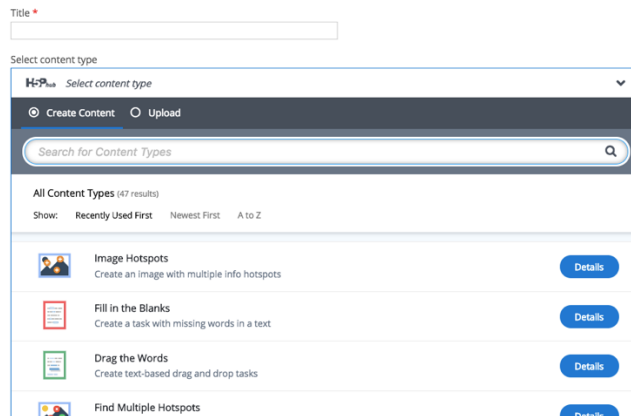 Title *
Select content type
H5P hub Select content type
Create Content Upload
Search for Content Types
All Content Types (47 results)
Show: Recently Used First Newest First A to Z
Image Hotspots
Create an image with multiple info hotspots
Details
Fill in the Blanks
Create a task with missing words in a text
Details
Drag the Words
Create text-based drag and drop tasks
Details
Find Multiple Hotspots
Details